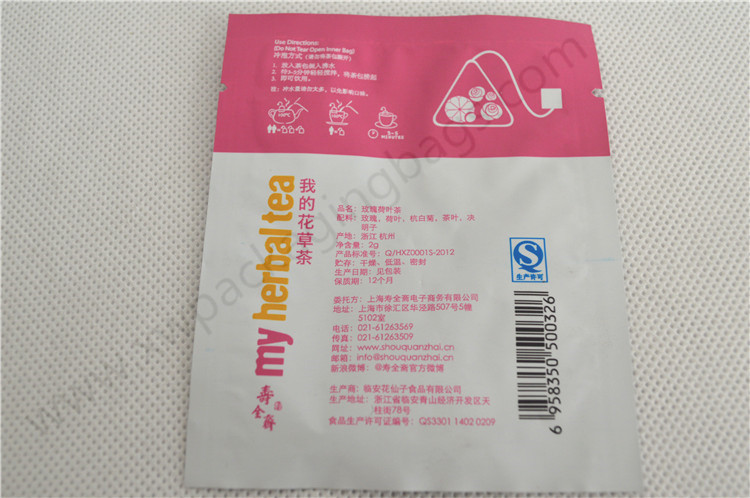 Use Directions:
(Do Not Tear Open Inner Bag)
冲泡方式
1. 放入茶包倒入沸水
3. 即可饮用。
3-5
MINUTES
我的花草茶
my herbal tea
品名：玫瑰荷叶茶
配料：玫瑰，荷叶，杭白菊，茶叶，决
明子
产地：浙江 杭州
净含量：2g
产品标准号：Q/HXZ0001S-2012
贮存：干燥、低温、密封
生产日期：见包装
保质期：12个月
委托方：上海寿全斋电子商务有限公司
地址：上海市徐汇区华泾路507号5幢
5102室
电话：021-61263569
传真：021-61263509
网址：www.shouquanzhai.cn
邮箱：info@shouquanzhai.cn
新浪微博：@寿全斋官方微博
生产商：临安花仙子食品有限公司
生产地址：浙江省临安青山经济开发区天
柱街78号
食品生产许可证编号：QS3301 1402 0209
QS
生产许可
6 958350 500326